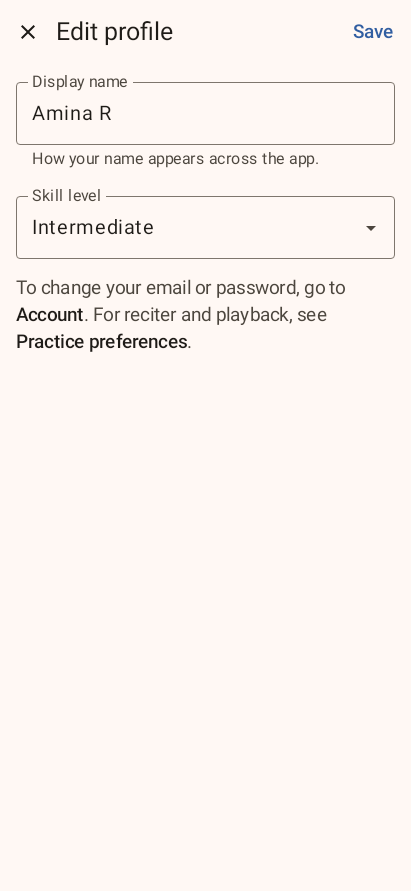 Edit profile
Save
Display name
Amina R
How your name appears across the app.
Skill level
Intermediate
To change your email or password, go to
Account. For reciter and playback, see
Practice preferences.